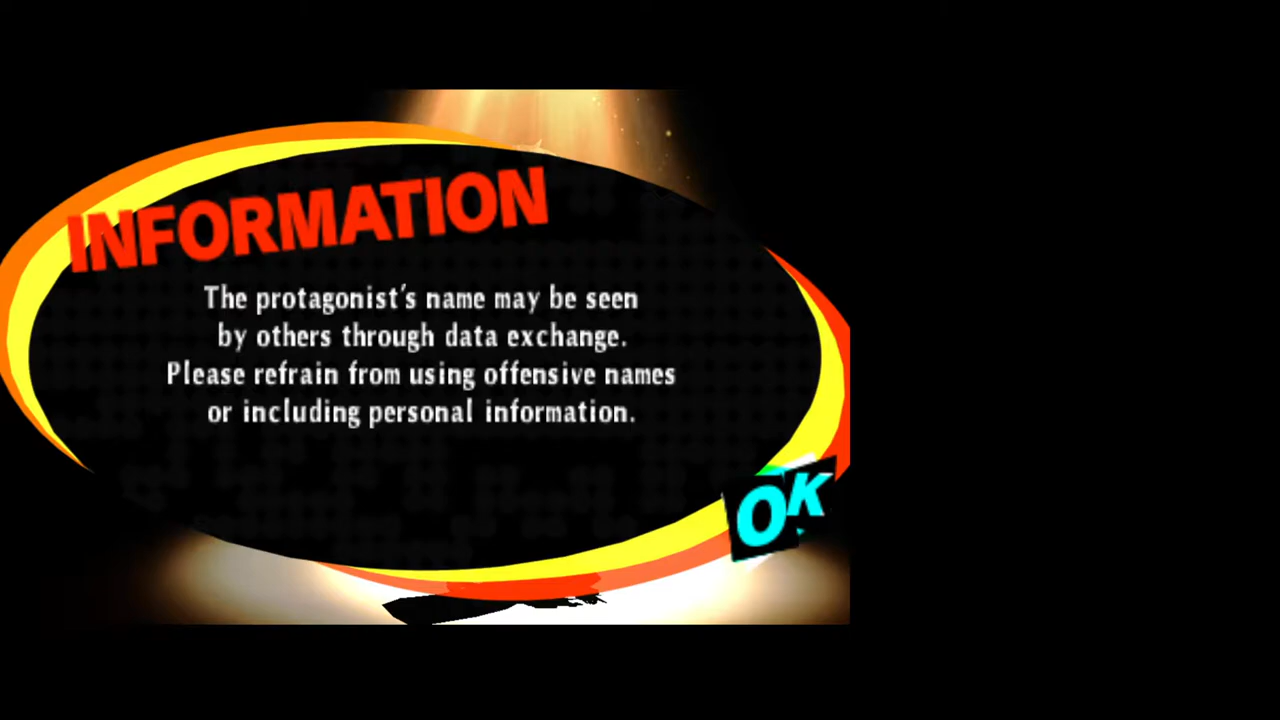 INFORMATION
The protagonist's name may be seen
by others through data exchange.
Please refrain from using offensive names
or including personal information.
OK